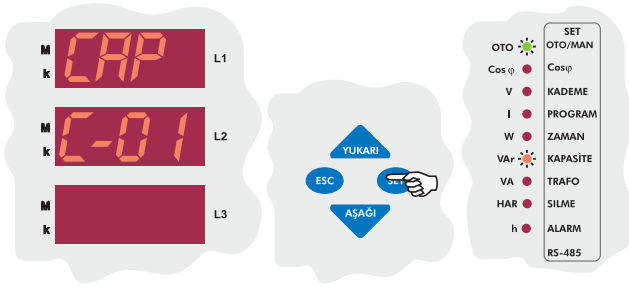 M
k
CAP
L1
M
k
C-01
L2
M
k
L3
YUKARI
ESC
SET
AŞAĞI
SET
OTO OTO/MAN
Cos φ Cosφ
V KADEME
I PROGRAM
W ZAMAN
VAr KAPASİTE
VA TRAFO
HAR SILME
h ALARM
RS-485